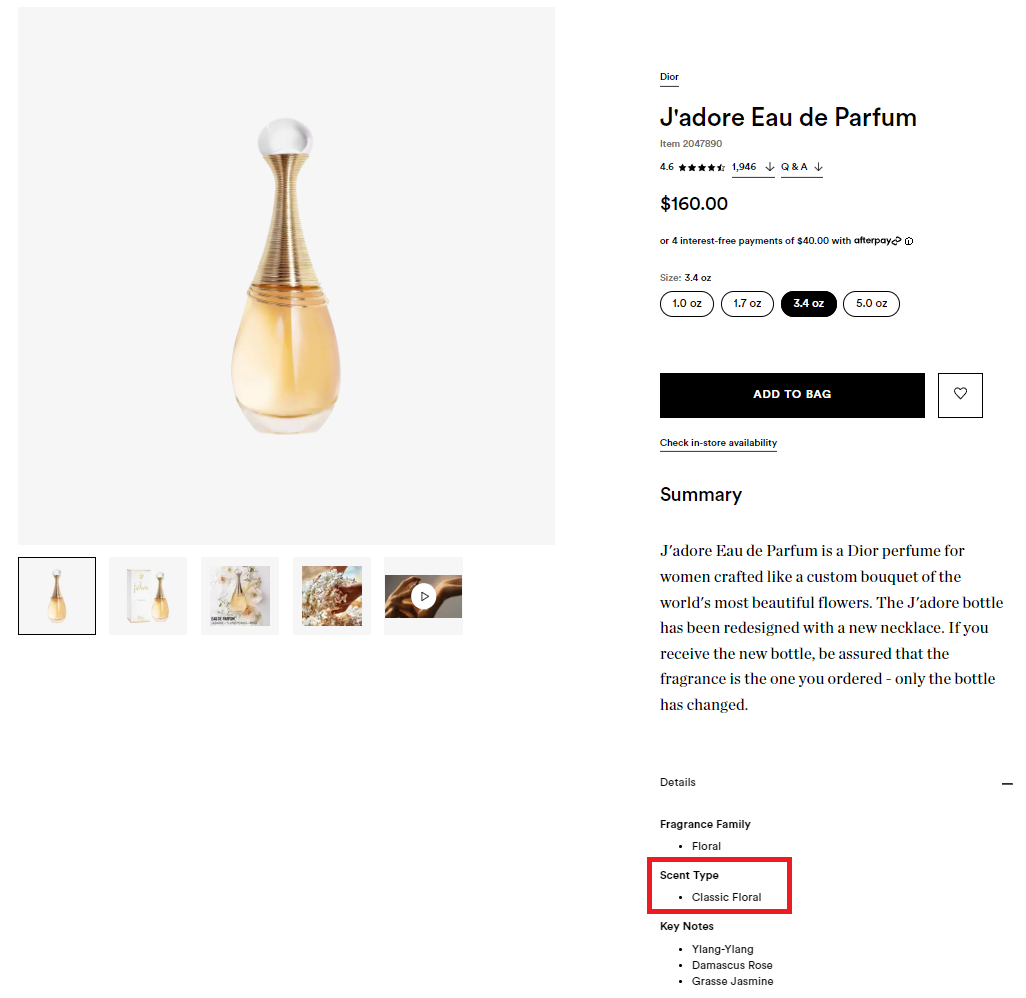 Dior
J'adore Eau de Parfum
Item 2047890
4.6 1,946 Q & A
$160.00
or 4 interest-free payments of $40.00 with afterpay
Size: 3.4 oz
1.0 oz 1.7 oz 3.4 oz 5.0 oz
ADD TO BAG
Check in-store availability
Summary
J'adore Eau de Parfum is a Dior perfume for
women crafted like a custom bouquet of the
world's most beautiful flowers. The J'adore bottle
has been redesigned with a new necklace. If you
receive the new bottle, be assured that the
fragrance is the one you ordered - only the bottle
has changed.
Details
Fragrance Family
• Floral
Scent Type
• Classic Floral
Key Notes
• Ylang-Ylang
• Damascus Rose
• Grasse Jasmine